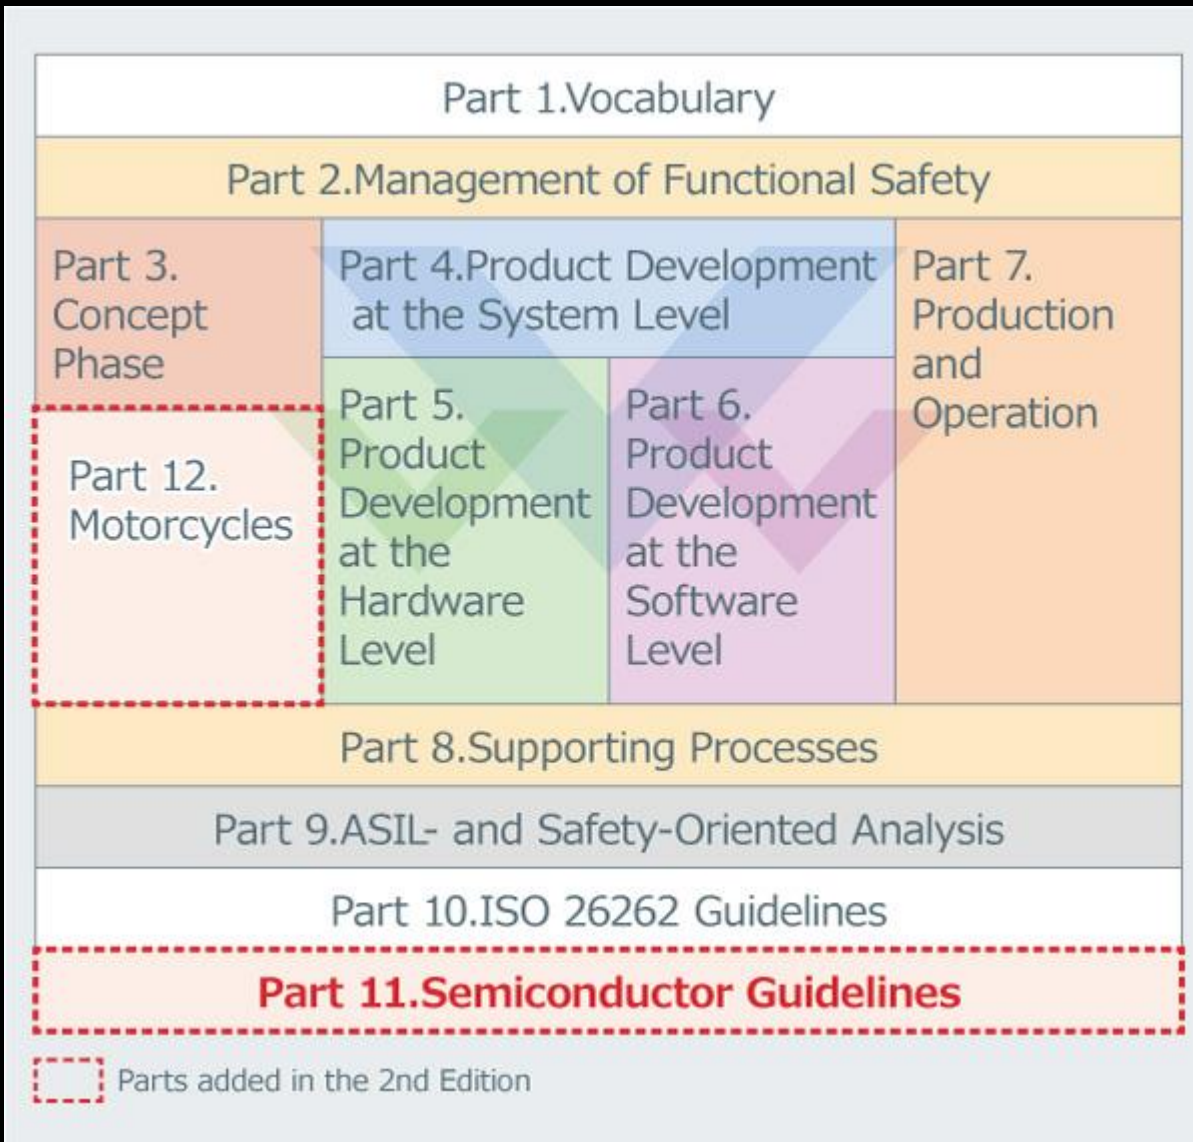 Part 1.Vocabulary
Part 2.Management of Functional Safety
Part 3.
Concept
Phase
Part 4.Product Development
at the System Level
Part 7.
Production
and
Operation
Part 12.
Motorcycles
Part 5.
Product
Development
at the
Hardware
Level
Part 6.
Product
Development
at the
Software
Level
Part 8.Supporting Processes
Part 9.ASIL- and Safety-Oriented Analysis
Part 10.ISO 26262 Guidelines
Part 11.Semiconductor Guidelines
Parts added in the 2nd Edition